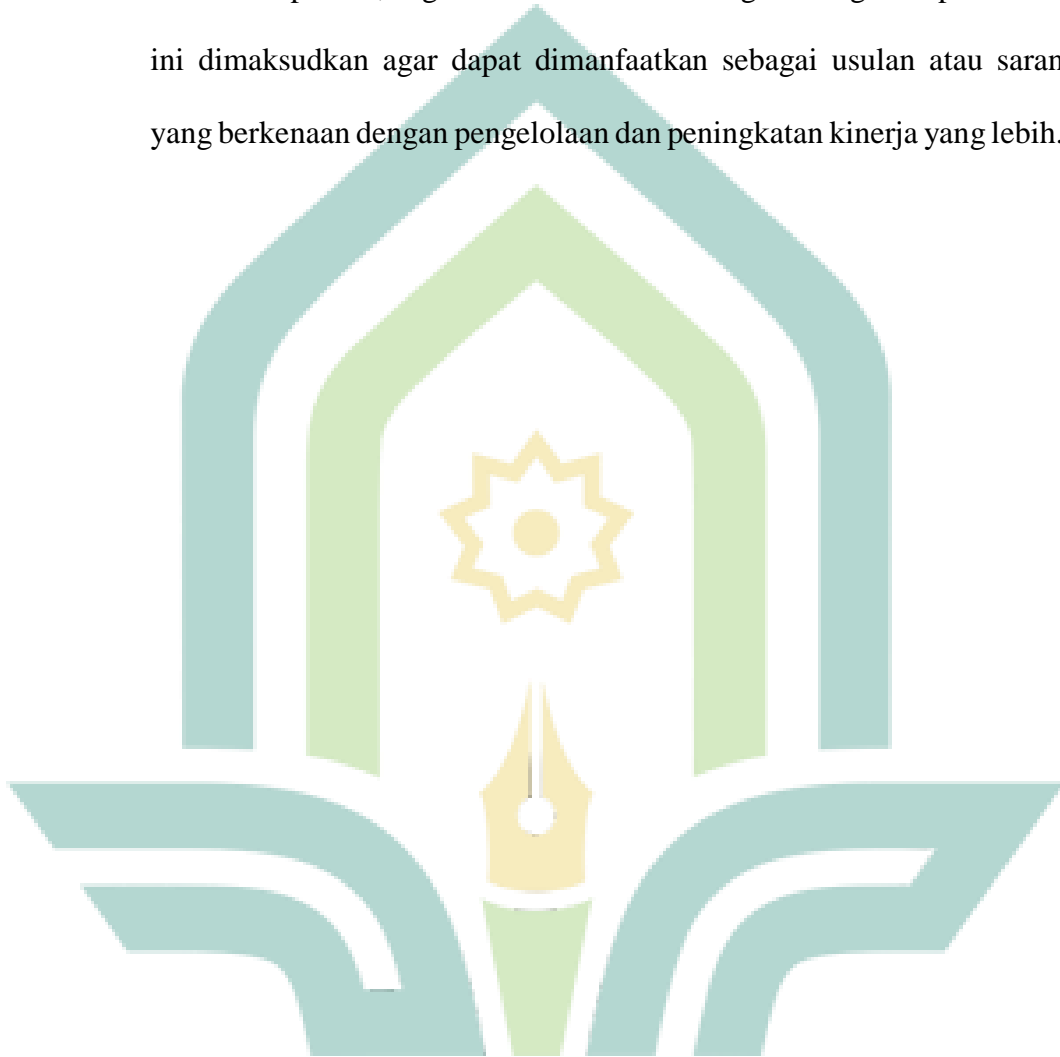 ini dimaksudkan agar dapat dimanfaatkan sebagai usulan atau saran
yang berkenaan dengan pengelolaan dan peningkatan kinerja yang lebih.